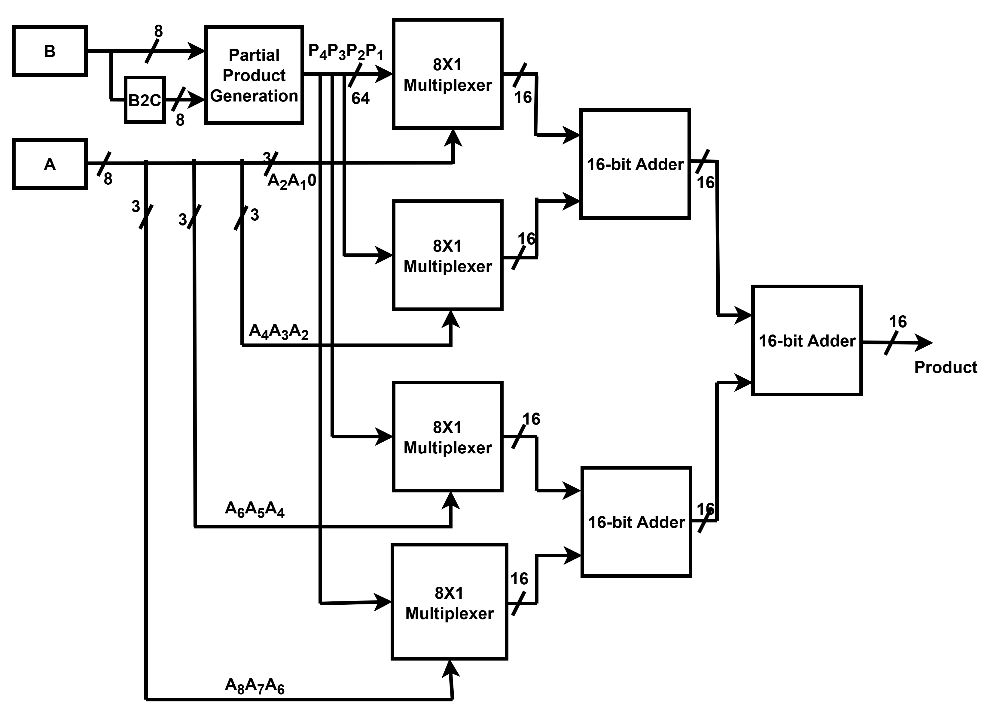 B
8
B2C
8
Partial
Product
Generation
P₄P₃P₂P₁
64
8X1
Multiplexer
16
A
8
3
A₂A₁0
3
3
3
16-bit Adder
16
8X1
Multiplexer
16
A₄A₃A₂
16-bit Adder
16
Product
8X1
Multiplexer
16
A₆A₅A₄
16-bit Adder
16
8X1
Multiplexer
16
A₈A₇A₆